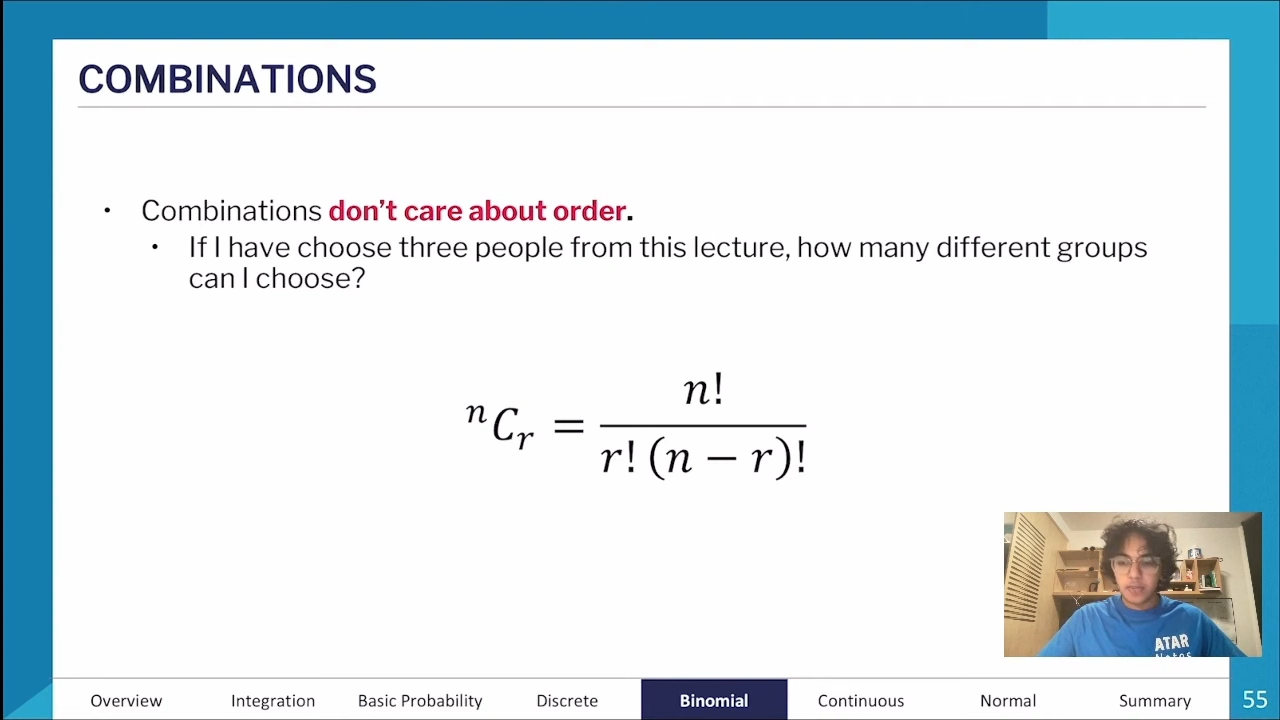 COMBINATIONS
• Combinations don't care about order.
• If I have choose three people from this lecture, how many different groups
can I choose?
ⁿCᵣ = n! / r! (n − r)!
ATAR
Notes
Overview Integration Basic Probability Discrete Binomial Continuous Normal Summary 55